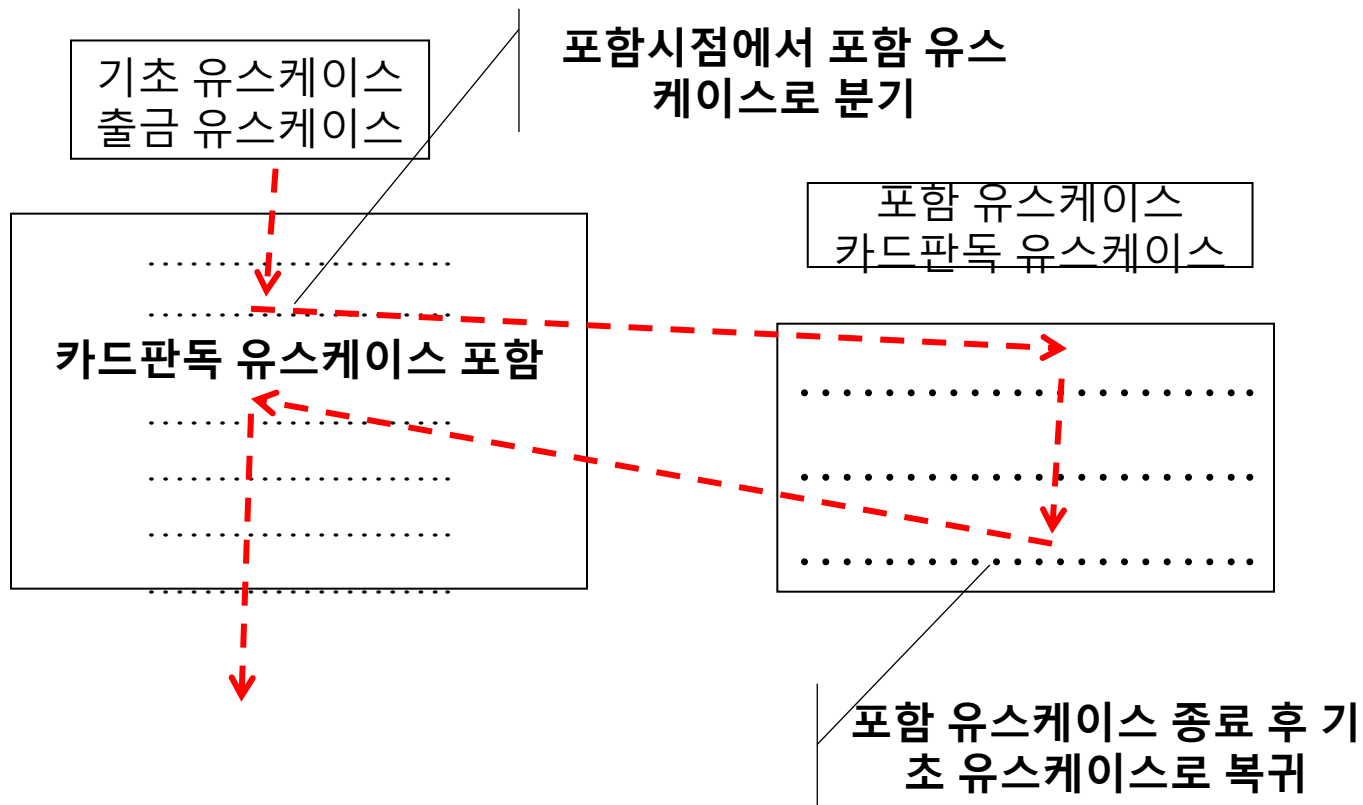 기초 유스케이스
출금 유스케이스
포함시점에서 포함 유스
케이스로 분기
포함 유스케이스
카드판독 유스케이스
카드판독 유스케이스 포함
포함 유스케이스 종료 후 기
초 유스케이스로 복귀